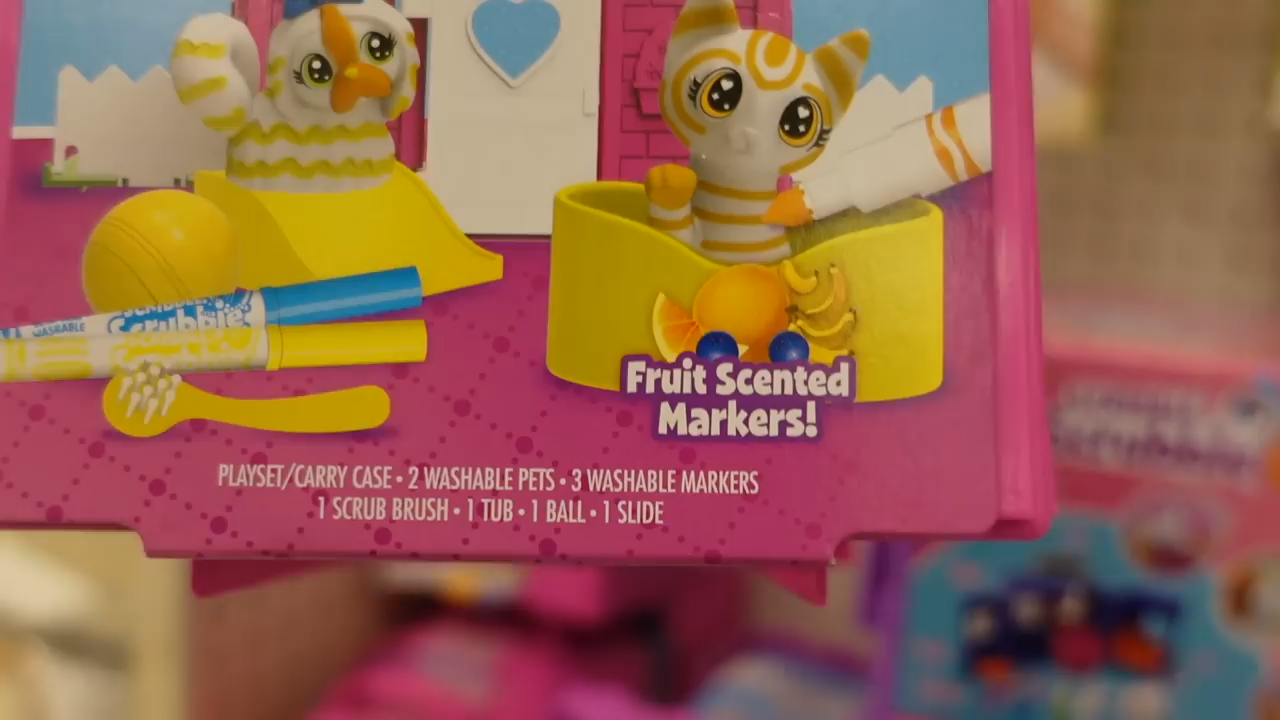 WASHABLE
Scrubbie
Fruit Scented
Markers!
PLAYSET/CARRY CASE • 2 WASHABLE PETS • 3 WASHABLE MARKERS
1 SCRUB BRUSH • 1 TUB • 1 BALL • 1 SLIDE